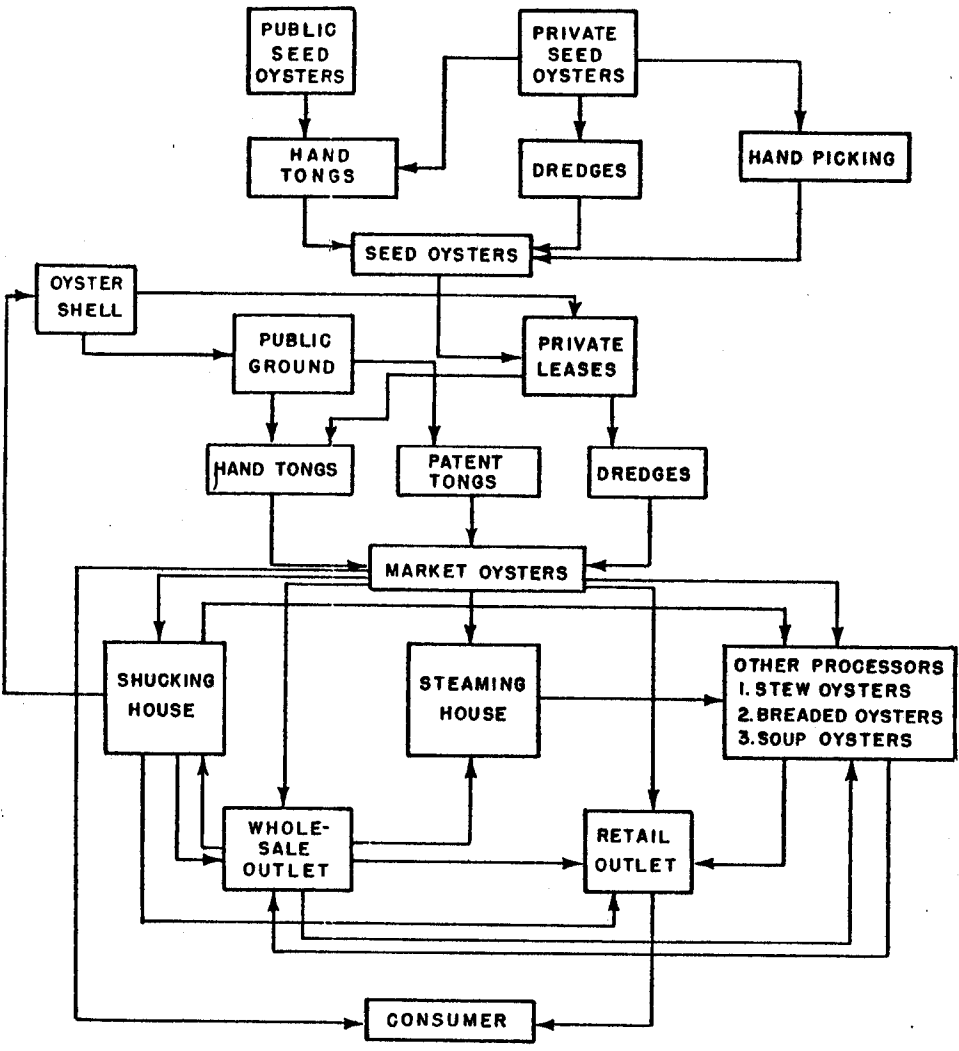 PUBLIC
SEED
OYSTERS
PRIVATE
SEED
OYSTERS
HAND
TONGS
DREDGES
HAND PICKING
SEED OYSTERS
OYSTER
SHELL
PUBLIC
GROUND
PRIVATE
LEASES
HAND TONGS
PATENT
TONGS
DREDGES
MARKET OYSTERS
SHUCKING
HOUSE
STEAMING
HOUSE
OTHER PROCESSORS
1. STEW OYSTERS
2. BREADED OYSTERS
3. SOUP OYSTERS
WHOLE-
SALE
OUTLET
RETAIL
OUTLET
CONSUMER